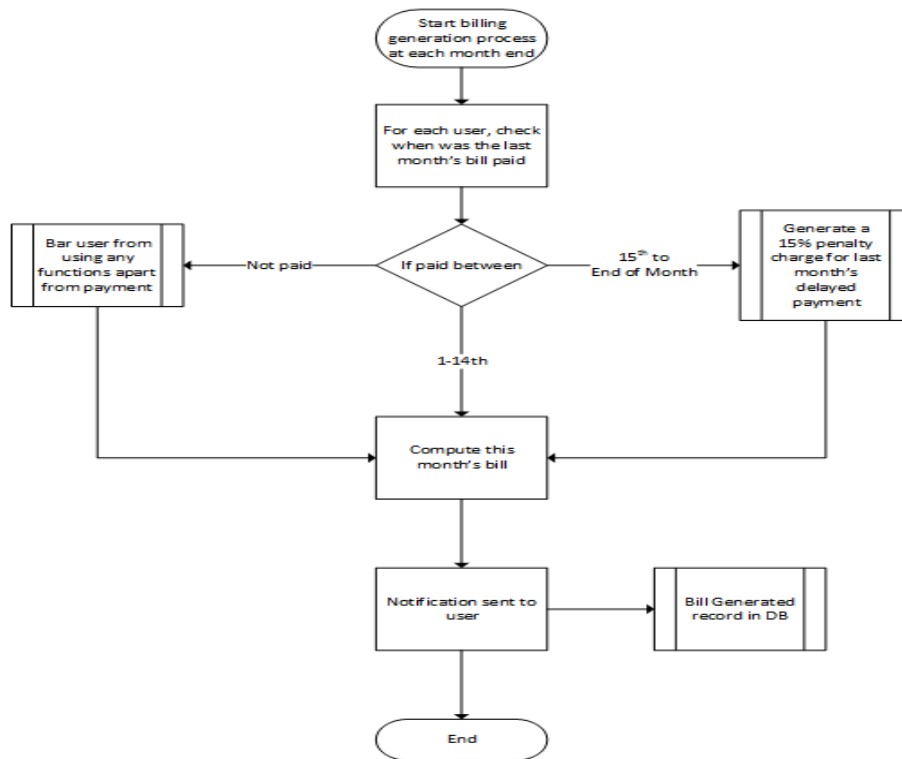 Start billing
generation process
at each month end
For each user, check
when was the last
month's bill paid
Bar user from
using any
functions apart
from payment
Not paid
If paid between
15th to
End of Month
Generate a
15% penalty
charge for last
month's
delayed
payment
1-14th
Compute this
month's bill
Notification sent to
user
Bill Generated
record in DB
End